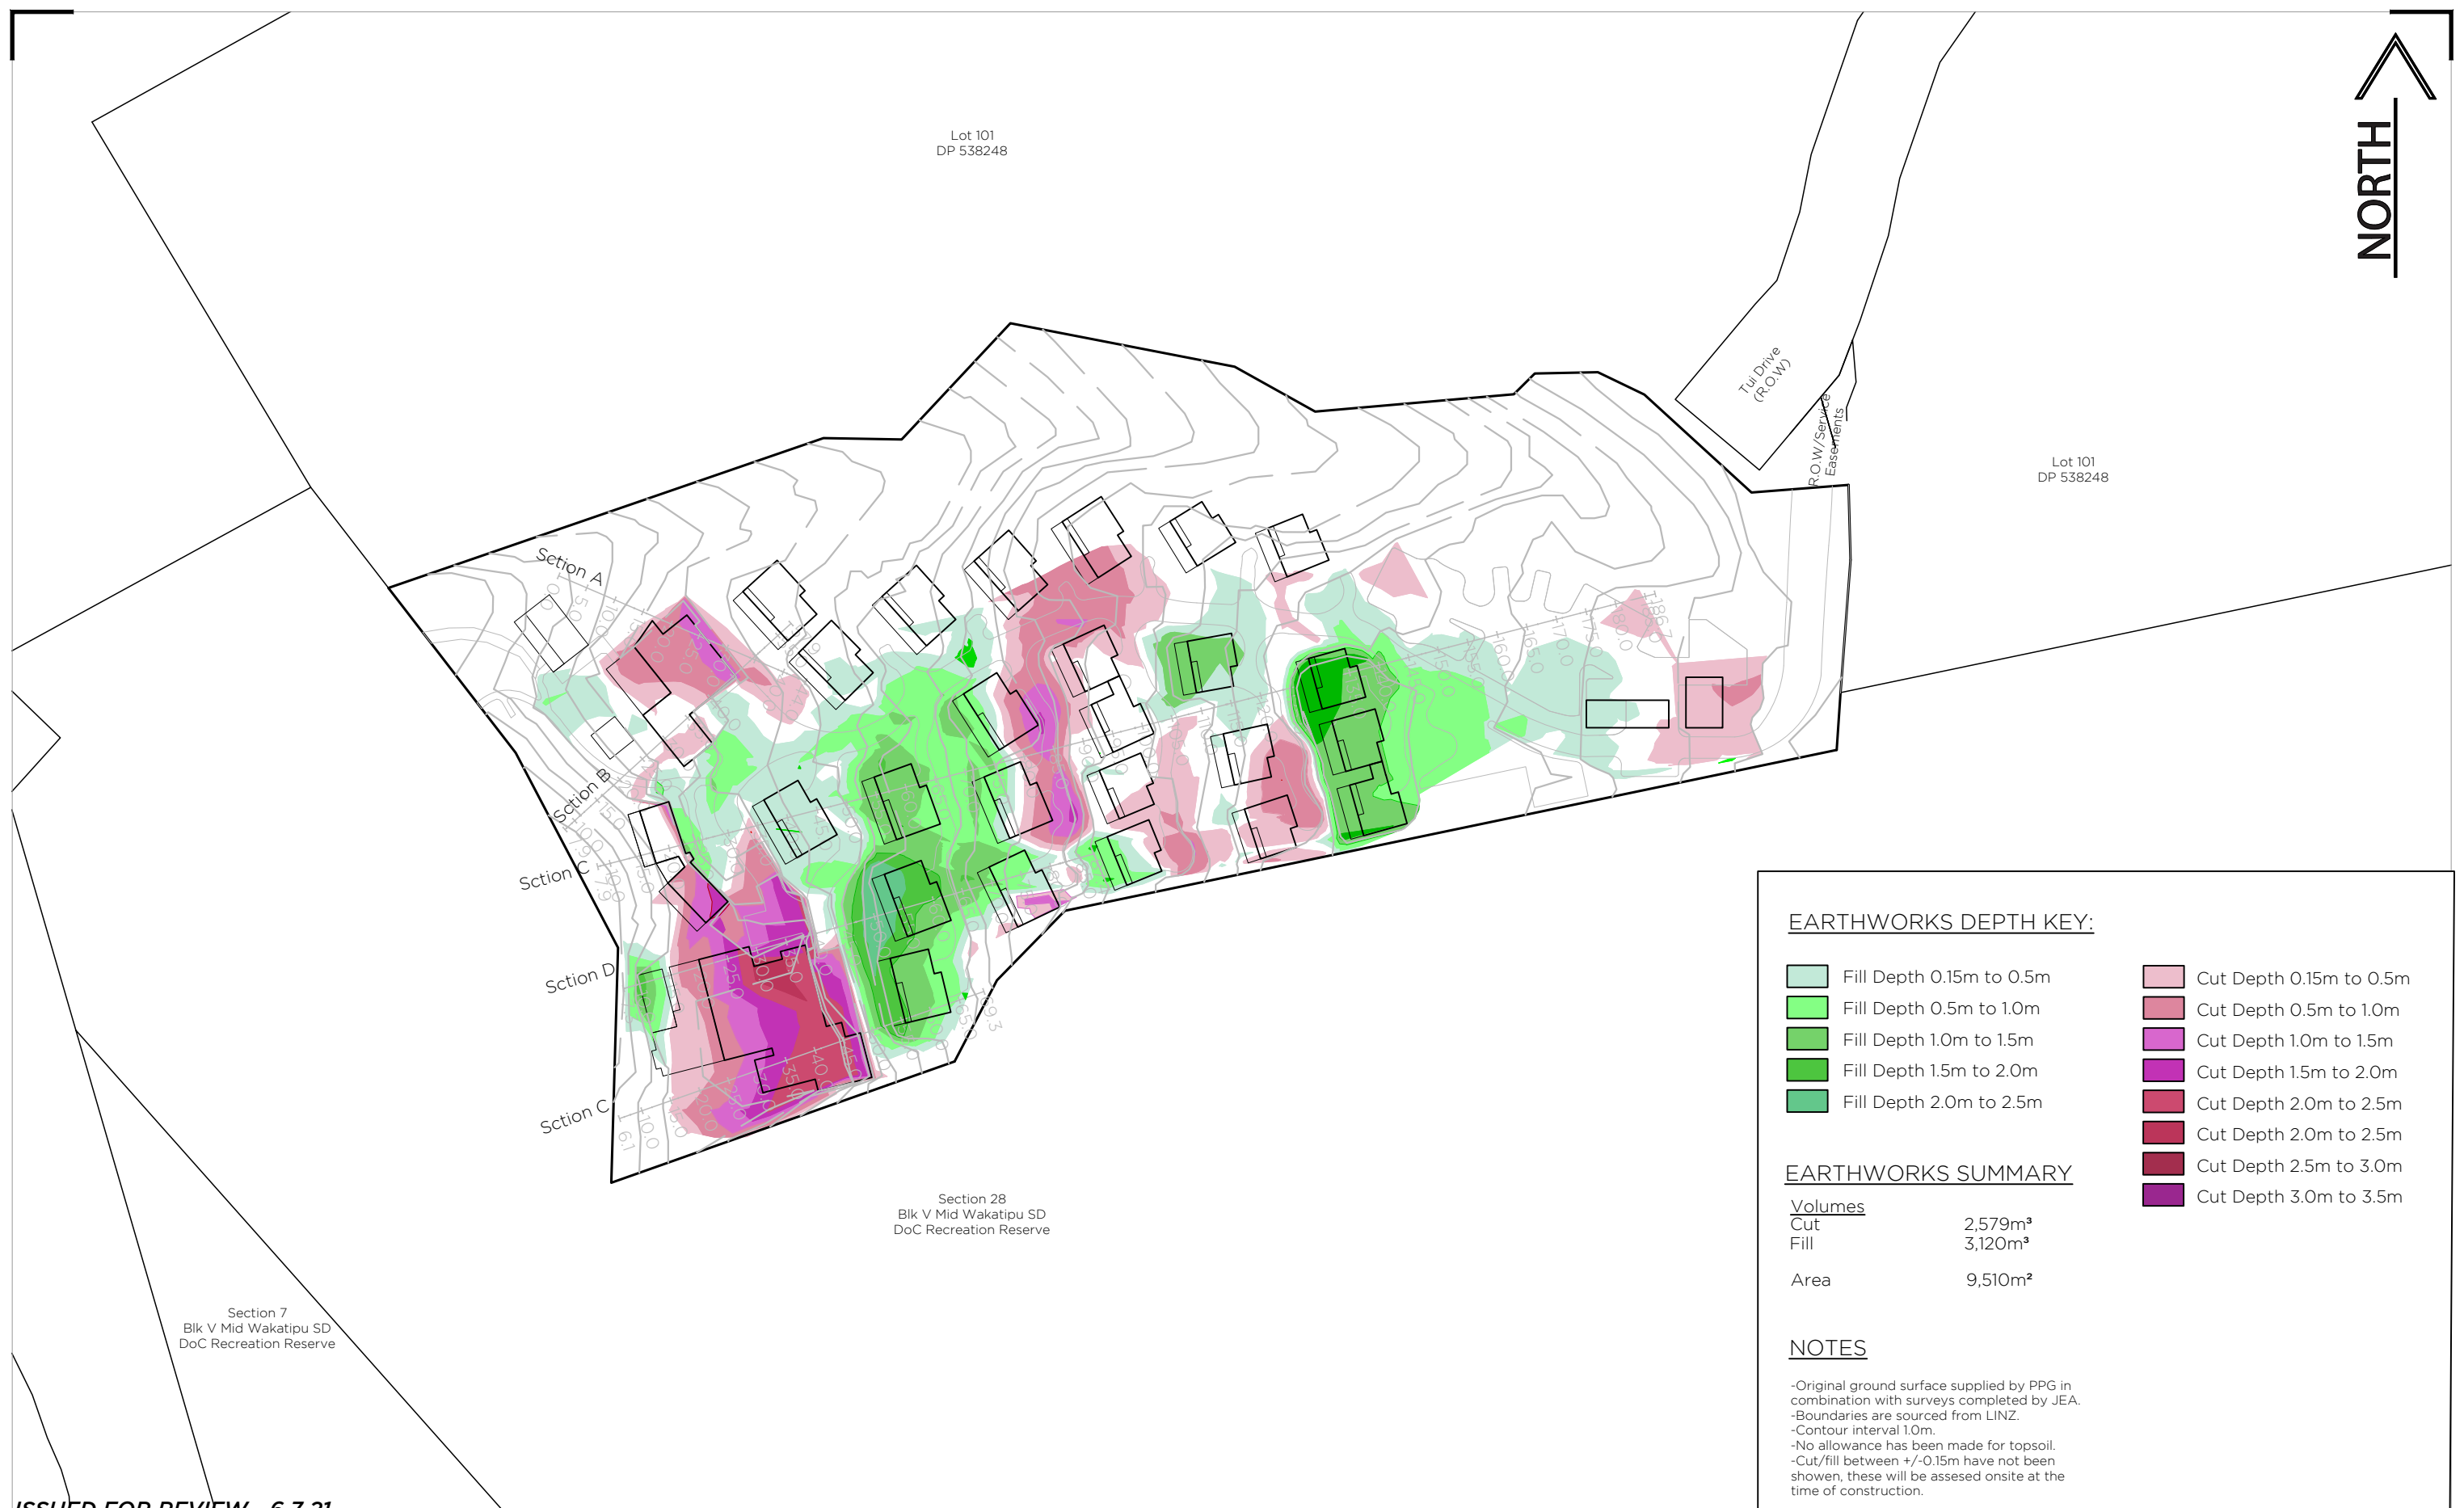 Lot 101
DP 538248
NORTH
Tui Drive
(R.O.W)
R.O.W/Service
Easements
Lot 101
DP 538248
Sction A
Sction B
Sction C
Sction D
Sction C
Section 28
Blk V Mid Wakatipu SD
DoC Recreation Reserve
Section 7
Blk V Mid Wakatipu SD
DoC Recreation Reserve
EARTHWORKS DEPTH KEY:
Fill Depth 0.15m to 0.5m
Fill Depth 0.5m to 1.0m
Fill Depth 1.0m to 1.5m
Fill Depth 1.5m to 2.0m
Fill Depth 2.0m to 2.5m
Cut Depth 0.15m to 0.5m
Cut Depth 0.5m to 1.0m
Cut Depth 1.0m to 1.5m
Cut Depth 1.5m to 2.0m
Cut Depth 2.0m to 2.5m
Cut Depth 2.0m to 2.5m
Cut Depth 2.5m to 3.0m
Cut Depth 3.0m to 3.5m
EARTHWORKS SUMMARY
Volumes
Cut 2,579m³
Fill 3,120m³
Area 9,510m²
NOTES
-Original ground surface supplied by PPG in
combination with surveys completed by JEA.
-Boundaries are sourced from LINZ.
-Contour interval 1.0m.
-No allowance has been made for topsoil.
-Cut/fill between +/-0.15m have not been
showen, these will be assesed onsite at the
time of construction.
ISSUED FOR REVIEW - 6.7.21